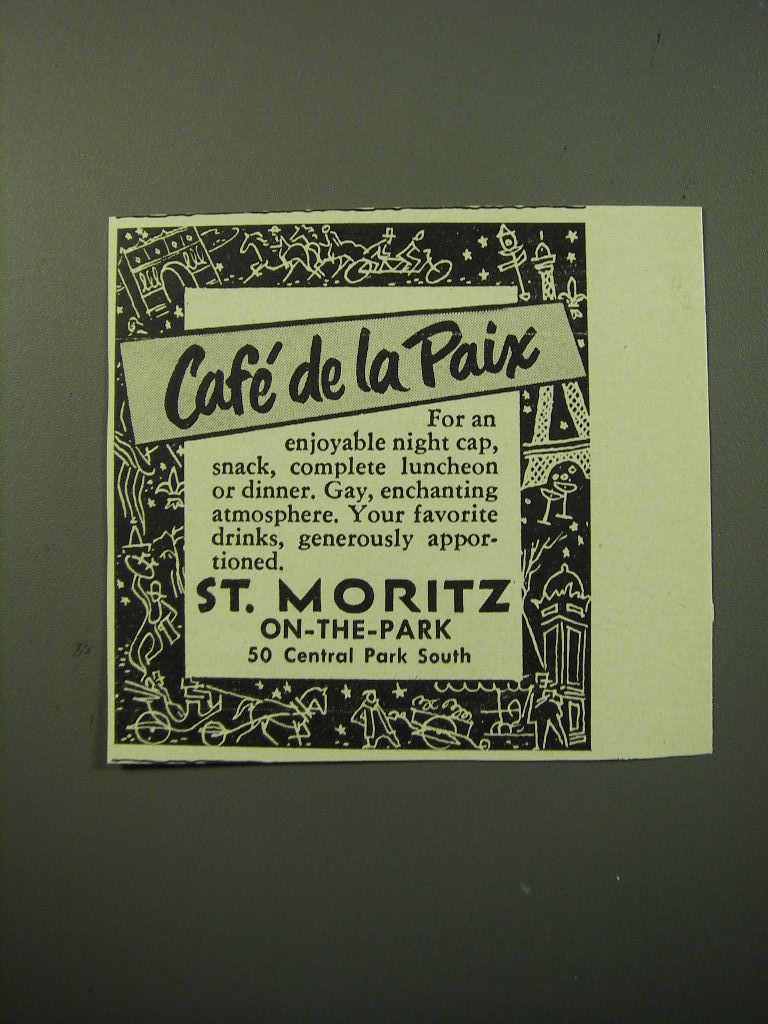 Café de la Paix
For an
enjoyable night cap,
snack, complete luncheon
or dinner. Gay, enchanting
atmosphere. Your favorite
drinks, generously appor-
tioned.
ST. MORITZ
ON-THE-PARK
50 Central Park South